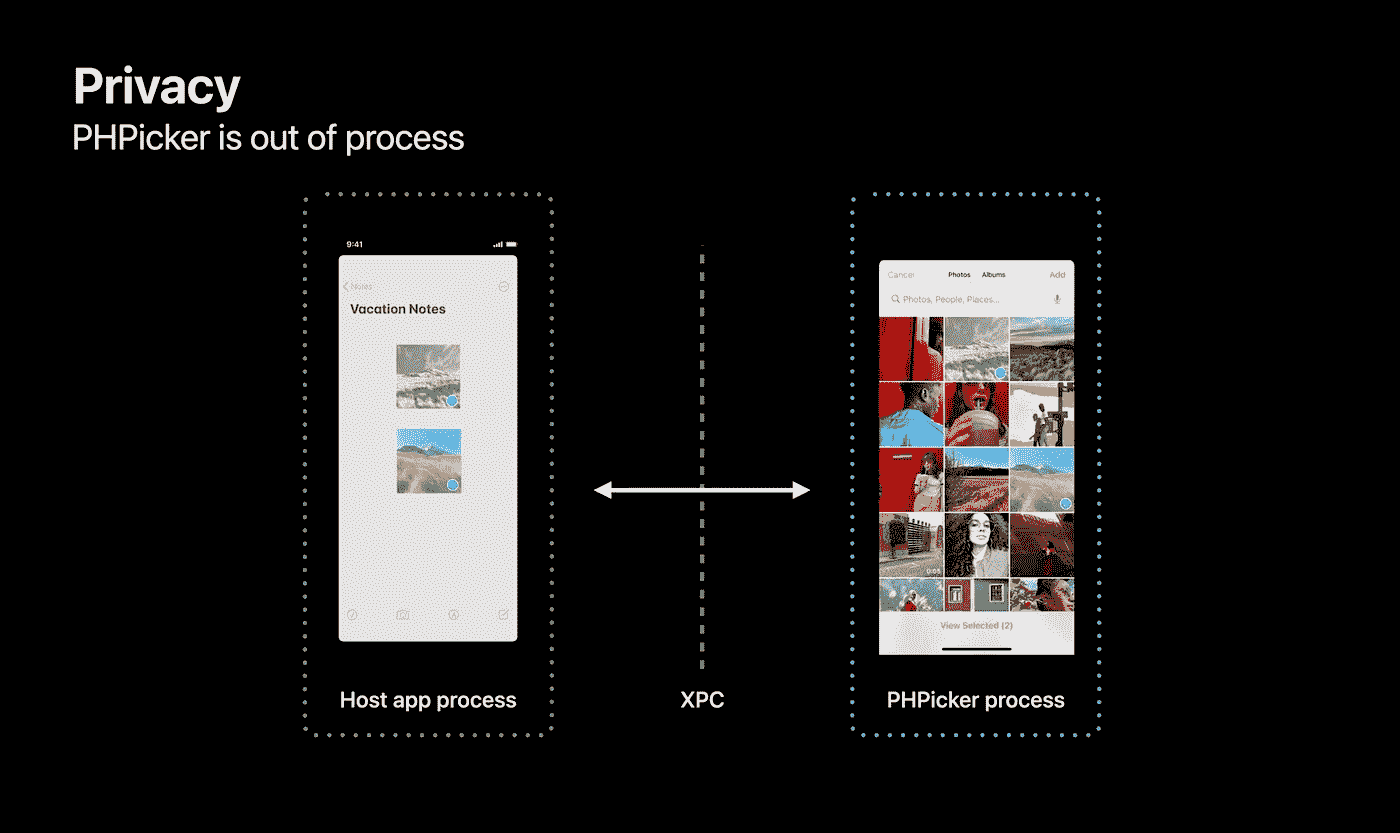 Privacy
PHPicker is out of process
9:41
Notes
Vacation Notes
Host app process
XPC
Cancel
Photos Albums
Add
Photos, People, Places...
0:05
View Selected (2)
PHPicker process